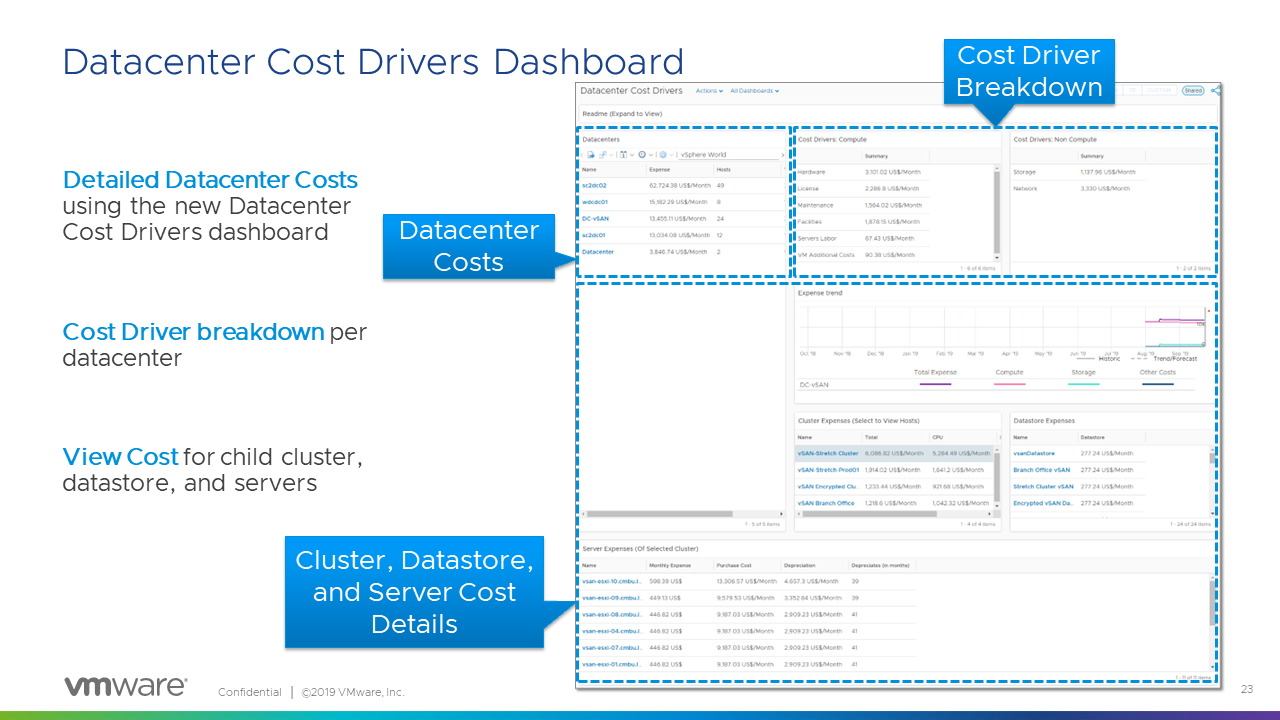 Datacenter Cost Drivers Dashboard
Cost Driver
Breakdown
Detailed Datacenter Costs
using the new Datacenter
Cost Drivers dashboard
Cost Driver breakdown per
datacenter
View Cost for child cluster,
datastore, and servers
Datacenter
Costs
Cluster, Datastore,
and Server Cost
Details
Datacenter Cost Drivers Actions All Dashboards Shared
Readme (Expand to View)
Datacenters
vSphere World
Name Expense Hosts
sc2dc02 62,724.38 US$/Month 49
wdcdc01 15,182.29 US$/Month 8
DC-vSAN 13,455.11 US$/Month 24
sc2dc01 13,034.08 US$/Month 12
Datacenter 3,846.74 US$/Month 2
1 - 5 of 5 items
Cost Drivers: Compute
Summary
Hardware 3,101.02 US$/Month
License 2,286.8 US$/Month
Maintenance 1,564.02 US$/Month
Facilities 1,878.15 US$/Month
Servers Labor 67.43 US$/Month
VM Additional Costs 90.38 US$/Month
1 - 6 of 6 items
Cost Drivers: Non Compute
Summary
Storage 1,137.96 US$/Month
Network 3,330 US$/Month
1 - 2 of 2 items
Expense trend
Oct '18 Nov '18 Dec '18 Jan '19 Feb '19 Mar '19 Apr '19 May '19 Jun '19 Jul '19 Aug '19 Sep '19
Historic Trend/Forecast
Total Expense Compute Storage Other Costs
DC-vSAN
Cluster Expenses (Select to View Hosts)
Name Total CPU
vSAN-Stretch Cluster 6,086.82 US$/Month 5,284.49 US$/Month
vSAN-Stretch-Prod01 1,914.02 US$/Month 1,641.2 US$/Month
vSAN Encrypted Clu.. 1,233.44 US$/Month 921.68 US$/Month
vSAN Branch Office 1,218.6 US$/Month 1,042.32 US$/Month
1 - 4 of 4 items
Datastore Expenses
Name Datastore
vsanDatastore 277.24 US$/Month
Branch Office vSAN 277.24 US$/Month
Stretch Cluster vSAN 277.24 US$/Month
Encrypted vSAN Da.. 277.24 US$/Month
1 - 24 of 24 items
Server Expenses (Of Selected Cluster)
Name Monthly Expense Purchase Cost Depreciation Depreciates (in months)
vsan-esxi-10.cmbu.l.. 598.39 US$ 13,306.57 US$/Month 4,657.3 US$/Month 39
vsan-esxi-09.cmbu.l.. 449.13 US$ 9,579.53 US$/Month 3,352.84 US$/Month 39
vsan-esxi-08.cmbu.l.. 446.82 US$ 9,187.03 US$/Month 2,909.23 US$/Month 41
vsan-esxi-04.cmbu.l.. 446.82 US$ 9,187.03 US$/Month 2,909.23 US$/Month 41
vsan-esxi-07.cmbu.l.. 446.82 US$ 9,187.03 US$/Month 2,909.23 US$/Month 41
vsan-esxi-01.cmbu.l.. 446.82 US$ 9,187.03 US$/Month 2,909.23 US$/Month 41
vmware® Confidential | ©2019 VMware, Inc. 23